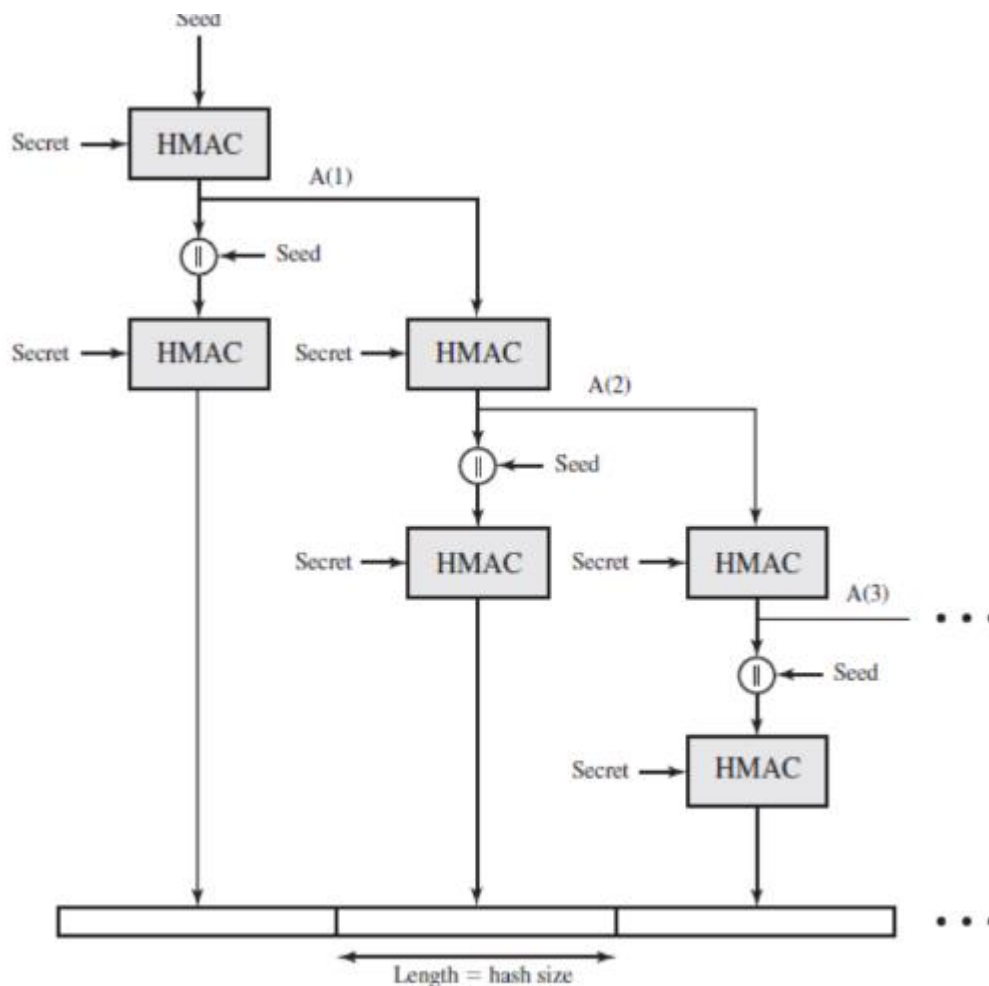 Seed
Secret HMAC
A(1)
|| Seed
Secret HMAC Secret HMAC
A(2)
|| Seed
Secret HMAC Secret HMAC
A(3)
|| Seed
Secret HMAC
Length = hash size